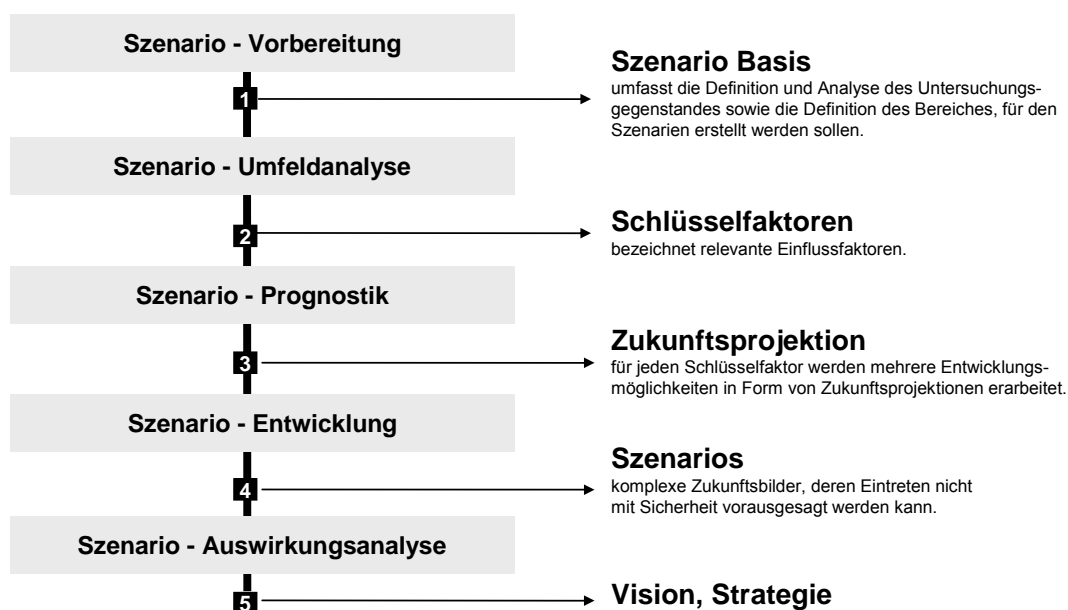 Szenario - Vorbereitung
1
Szenario Basis
umfasst die Definition und Analyse des Untersuchungs-
gegenstandes sowie die Definition des Bereiches, für den
Szenarien erstellt werden sollen.
Szenario - Umfeldanalyse
2
Schlüsselfaktoren
bezeichnet relevante Einflussfaktoren.
Szenario - Prognostik
3
Zukunftsprojektion
für jeden Schlüsselfaktor werden mehrere Entwicklungs-
möglichkeiten in Form von Zukunftsprojektionen erarbeitet.
Szenario - Entwicklung
4
Szenarios
komplexe Zukunftsbilder, deren Eintreten nicht
mit Sicherheit vorausgesagt werden kann.
Szenario - Auswirkungsanalyse
5
Vision, Strategie